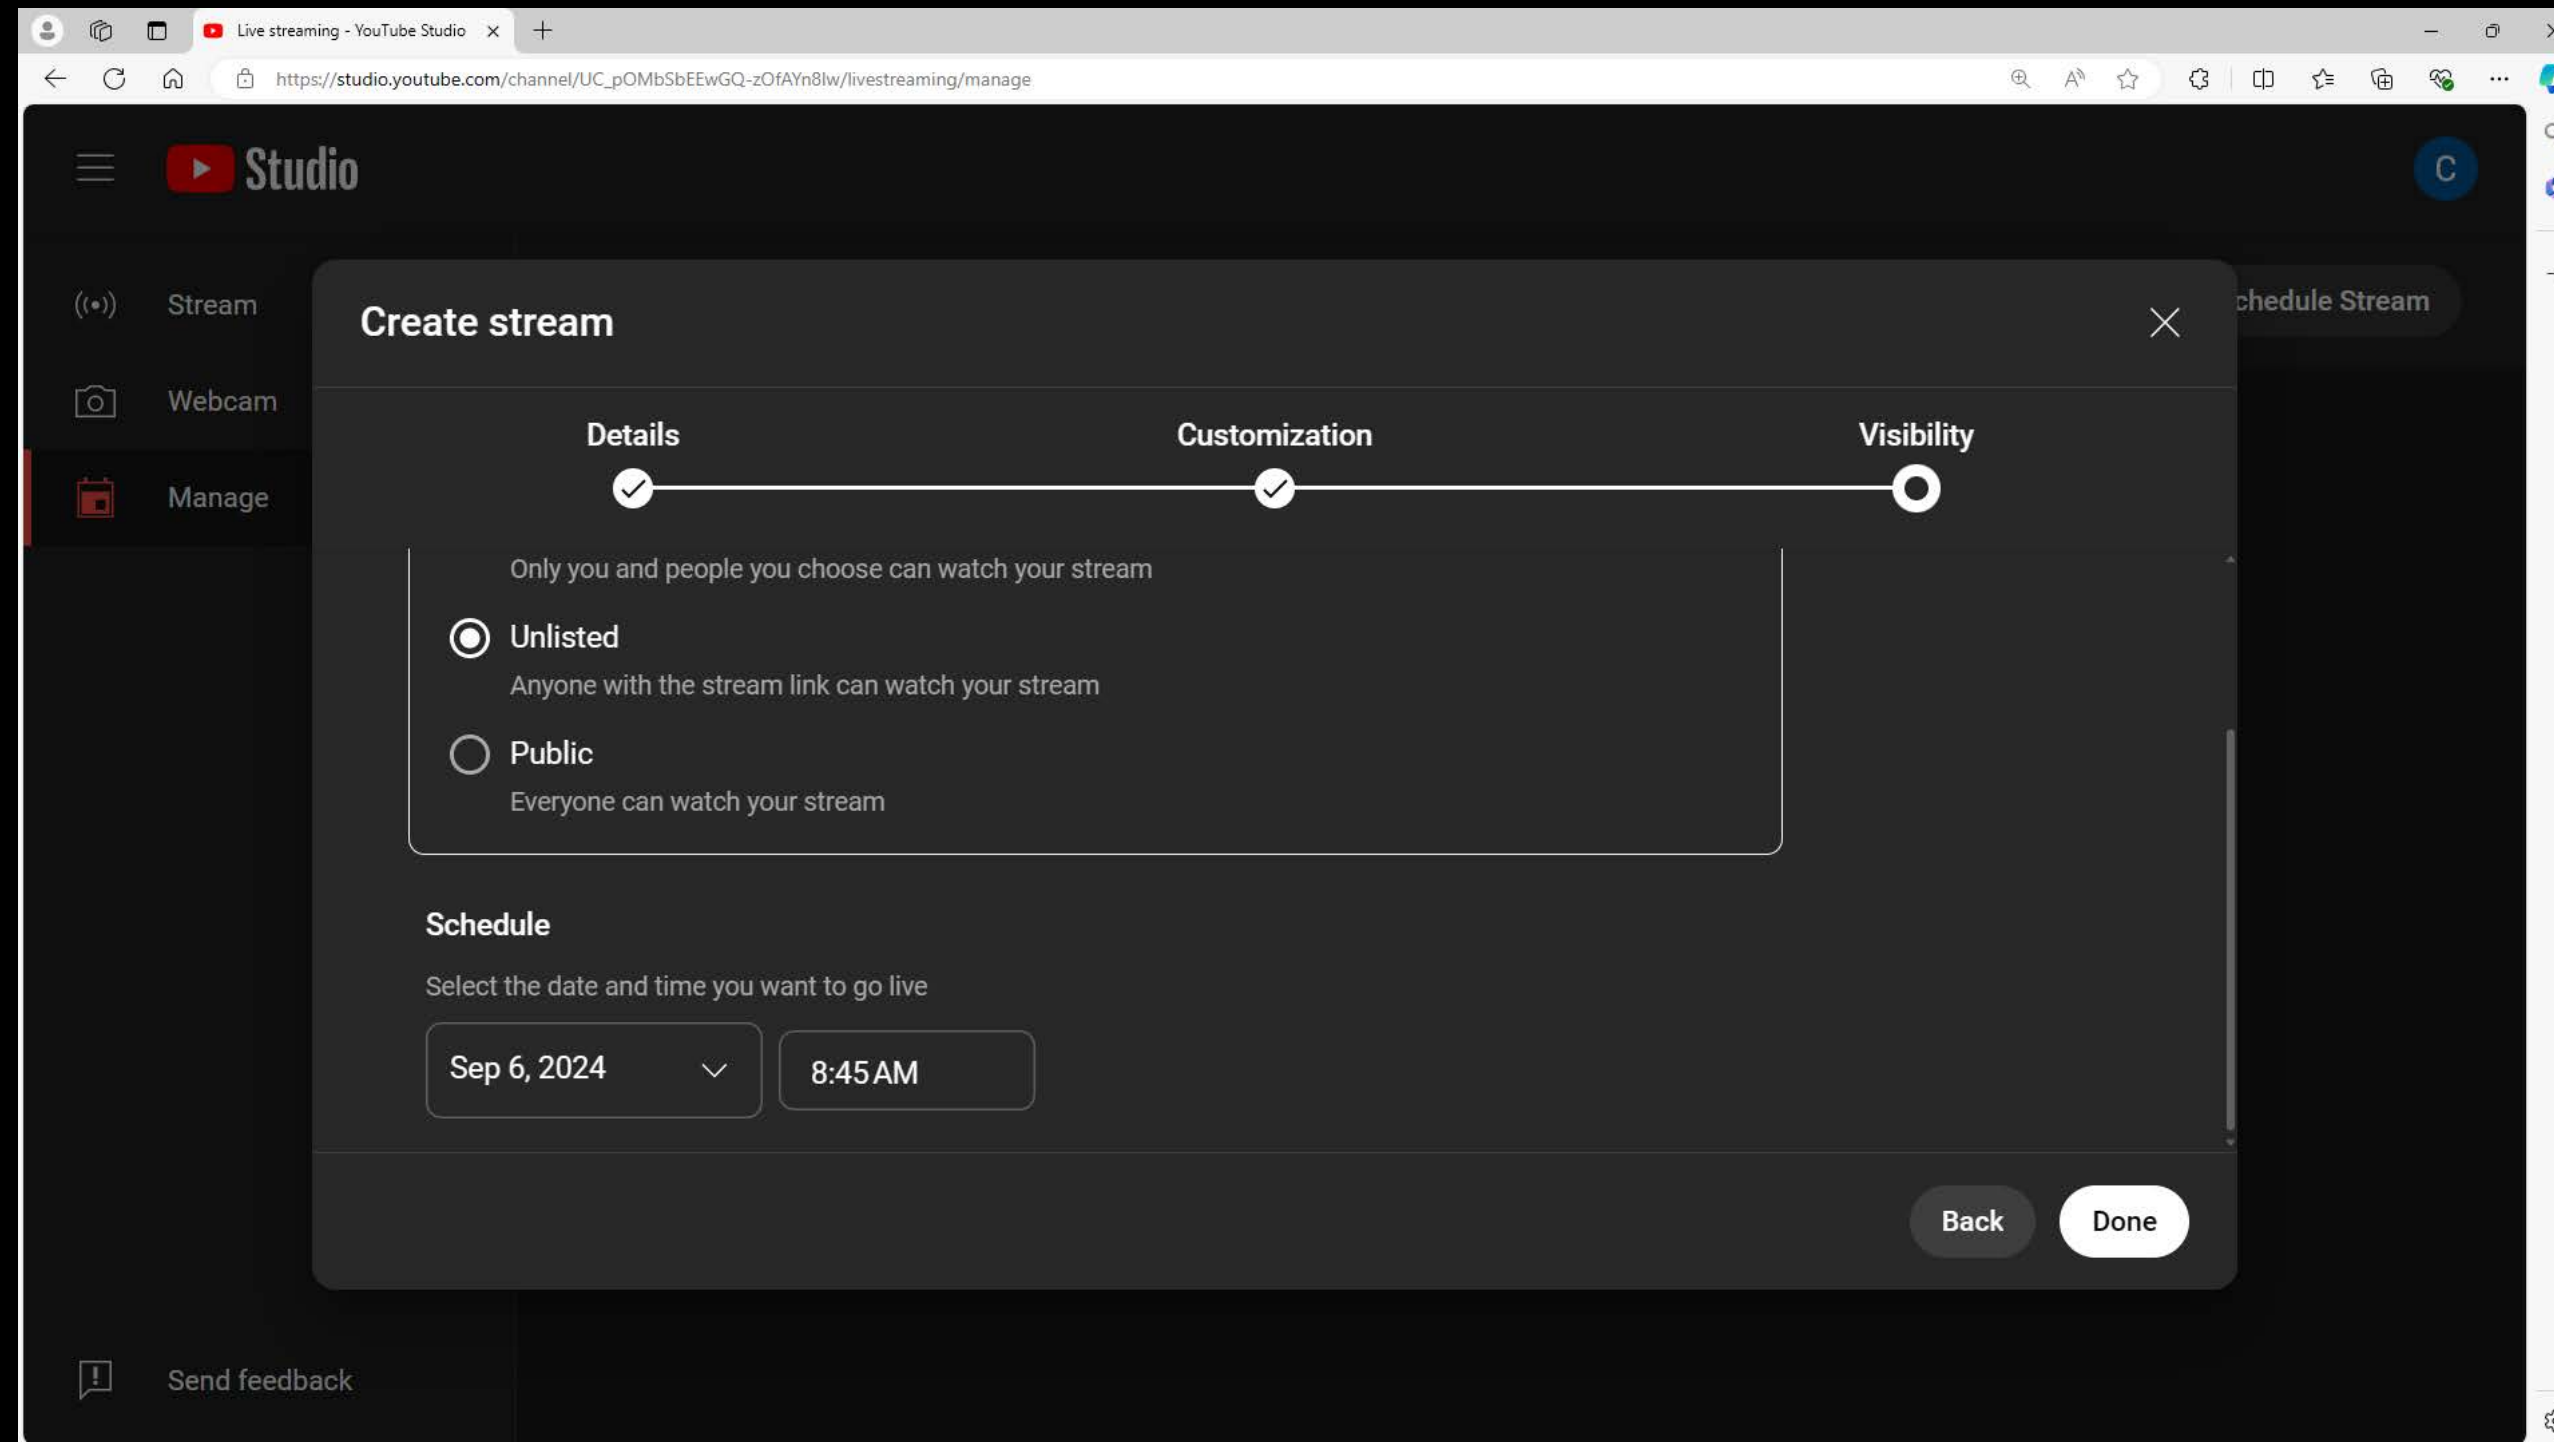 Live streaming - YouTube Studio
https://studio.youtube.com/channel/UC_pOMbSbEEwGQ-zOfAYn8lw/livestreaming/manage
Studio
C
Stream
chedule Stream
Create stream
Webcam
Details
Customization
Visibility
Manage
Only you and people you choose can watch your stream
Unlisted
Anyone with the stream link can watch your stream
Public
Everyone can watch your stream
Schedule
Select the date and time you want to go live
Sep 6, 2024
8:45 AM
Back
Done
Send feedback